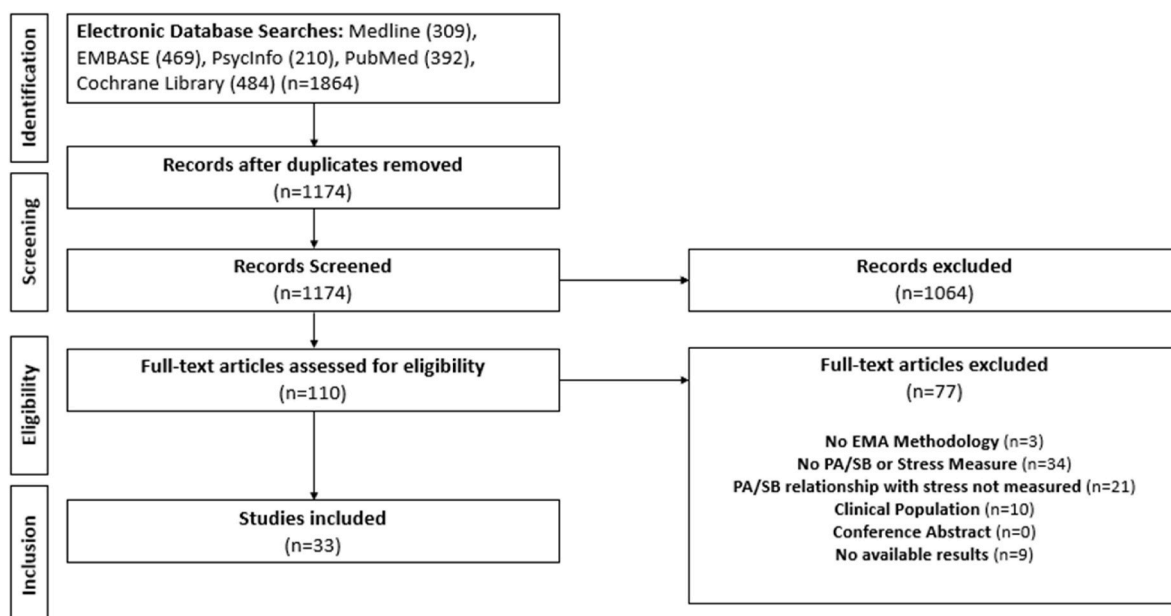 Identification
Electronic Database Searches: Medline (309),
EMBASE (469), PsycInfo (210), PubMed (392),
Cochrane Library (484) (n=1864)
Records after duplicates removed
(n=1174)
Screening
Records Screened
(n=1174)
Records excluded
(n=1064)
Eligibility
Full-text articles assessed for eligibility
(n=110)
Full-text articles excluded
(n=77)
No EMA Methodology (n=3)
No PA/SB or Stress Measure (n=34)
PA/SB relationship with stress not measured (n=21)
Clinical Population (n=10)
Conference Abstract (n=0)
No available results (n=9)
Inclusion
Studies included
(n=33)